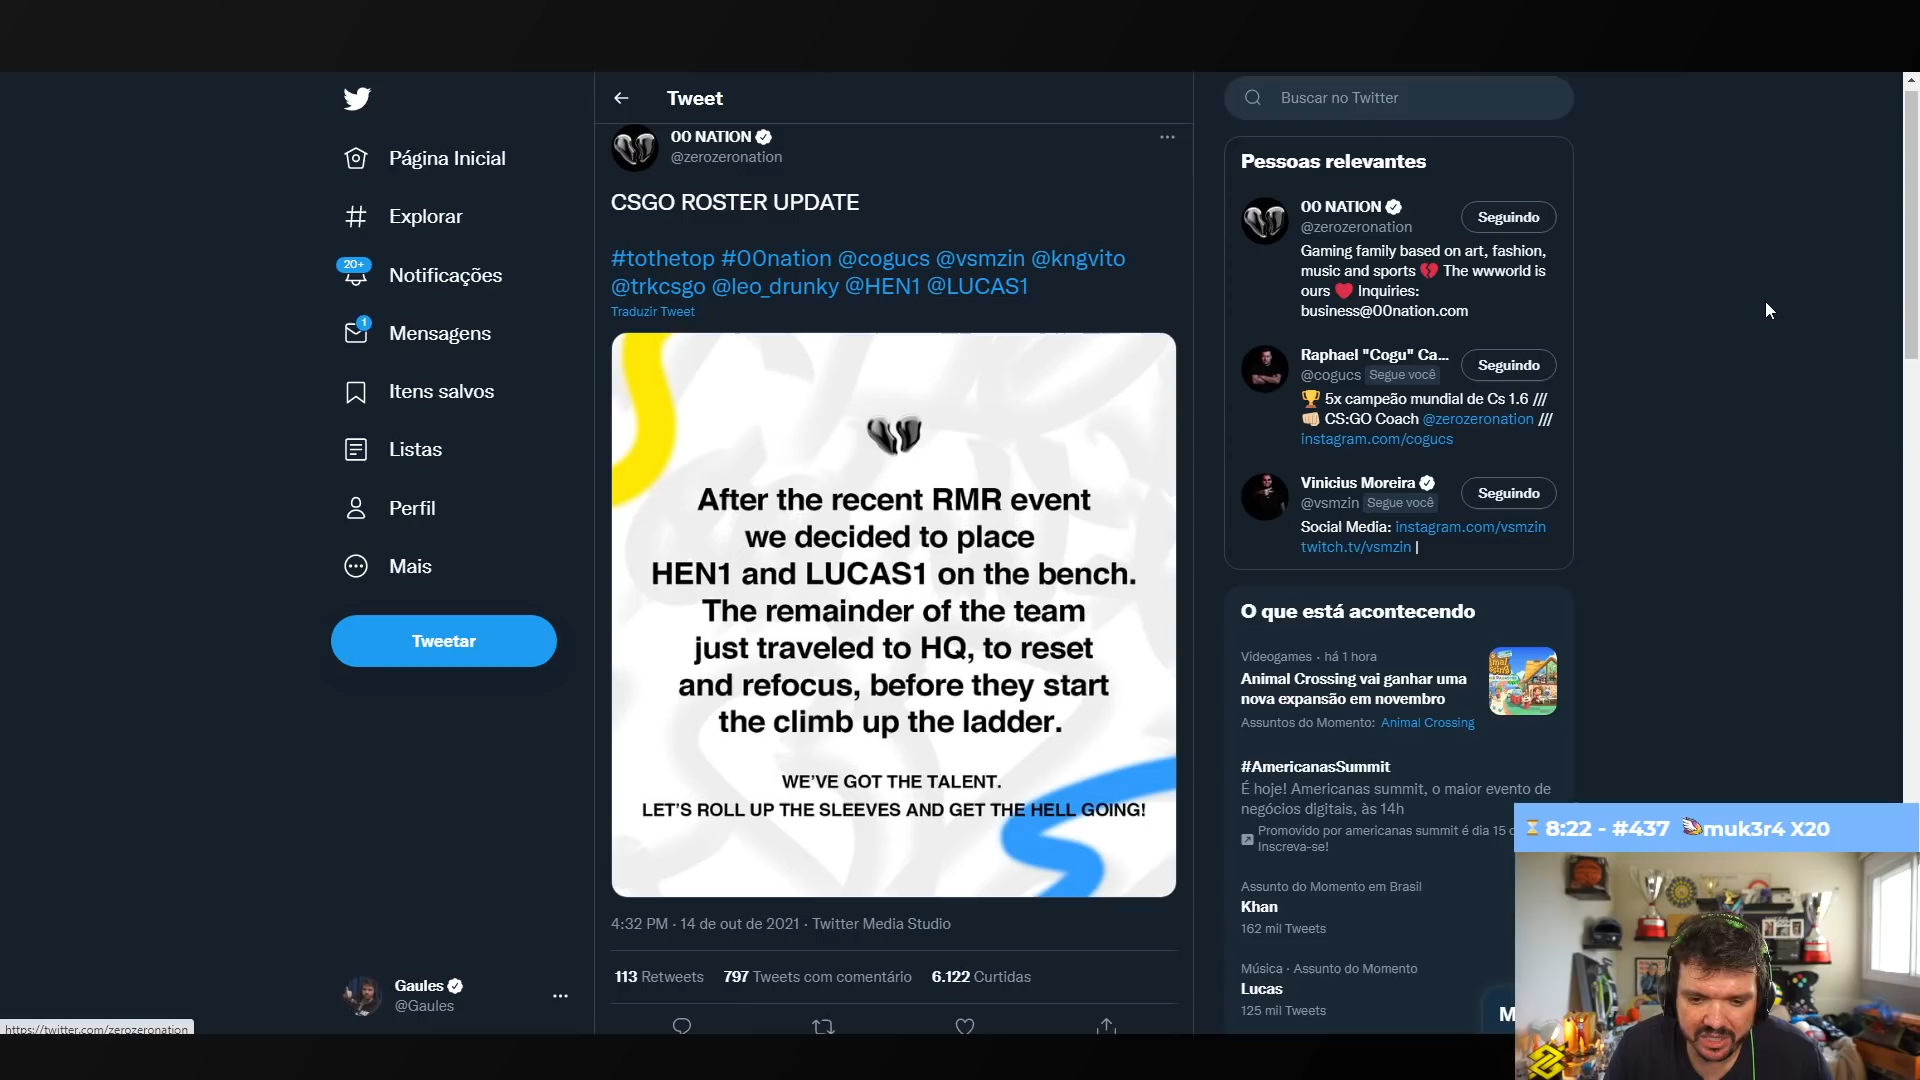 Página Inicial
Explorar
20+
Notificações
1
Mensagens
Itens salvos
Listas
Perfil
Mais
Tweetar
Gaules
@Gaules
https://twitter.com/zerozeronation
Tweet
00 NATION
@zerozeronation
CSGO ROSTER UPDATE
#tothetop #00nation @cogucs @vsmzin @kngvito
@trkcsgo @leo_drunky @HEN1 @LUCAS1
Traduzir Tweet
After the recent RMR event
we decided to place
HEN1 and LUCAS1 on the bench.
The remainder of the team
just traveled to HQ, to reset
and refocus, before they start
the climb up the ladder.
WE'VE GOT THE TALENT.
LET'S ROLL UP THE SLEEVES AND GET THE HELL GOING!
4:32 PM · 14 de out de 2021 · Twitter Media Studio
113 Retweets 797 Tweets com comentário 6.122 Curtidas
Buscar no Twitter
Pessoas relevantes
00 NATION
@zerozeronation
Seguindo
Gaming family based on art, fashion,
music and sports 💔 The wwworld is
ours ❤️ Inquiries:
business@00nation.com
Raphael "Cogu" Ca...
@cogucs Segue você
Seguindo
🏆 5x campeão mundial de Cs 1.6 ///
👊🏻 CS:GO Coach @zerozeronation ///
instagram.com/cogucs
Vinicius Moreira
@vsmzin Segue você
Seguindo
Social Media: instagram.com/vsmzin
twitch.tv/vsmzin |
O que está acontecendo
Videogames · há 1 hora
Animal Crossing vai ganhar uma
nova expansão em novembro
Assuntos do Momento: Animal Crossing
#AmericanasSummit
É hoje! Americanas summit, o maior evento de
negócios digitais, às 14h
Promovido por americanas summit é dia 15
Inscreva-se!
Assunto do Momento em Brasil
Khan
162 mil Tweets
Música · Assunto do Momento
Lucas
125 mil Tweets
M
⏳ 8:22 - #437 muk3r4 X20